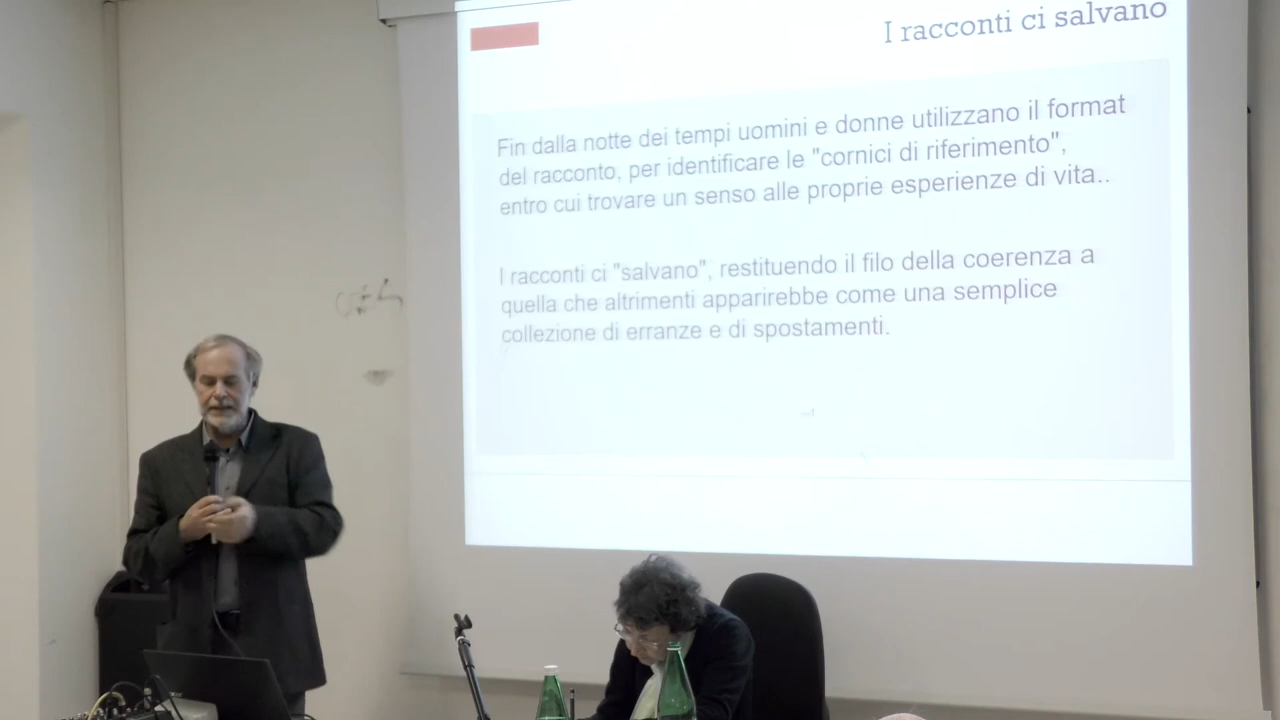 I racconti ci salvano
Fin dalla notte dei tempi uomini e donne utilizzano il format
del racconto, per identificare le "cornici di riferimento",
entro cui trovare un senso alle proprie esperienze di vita..
I racconti ci "salvano", restituendo il filo della coerenza a
quella che altrimenti apparirebbe come una semplice
collezione di erranze e di spostamenti.